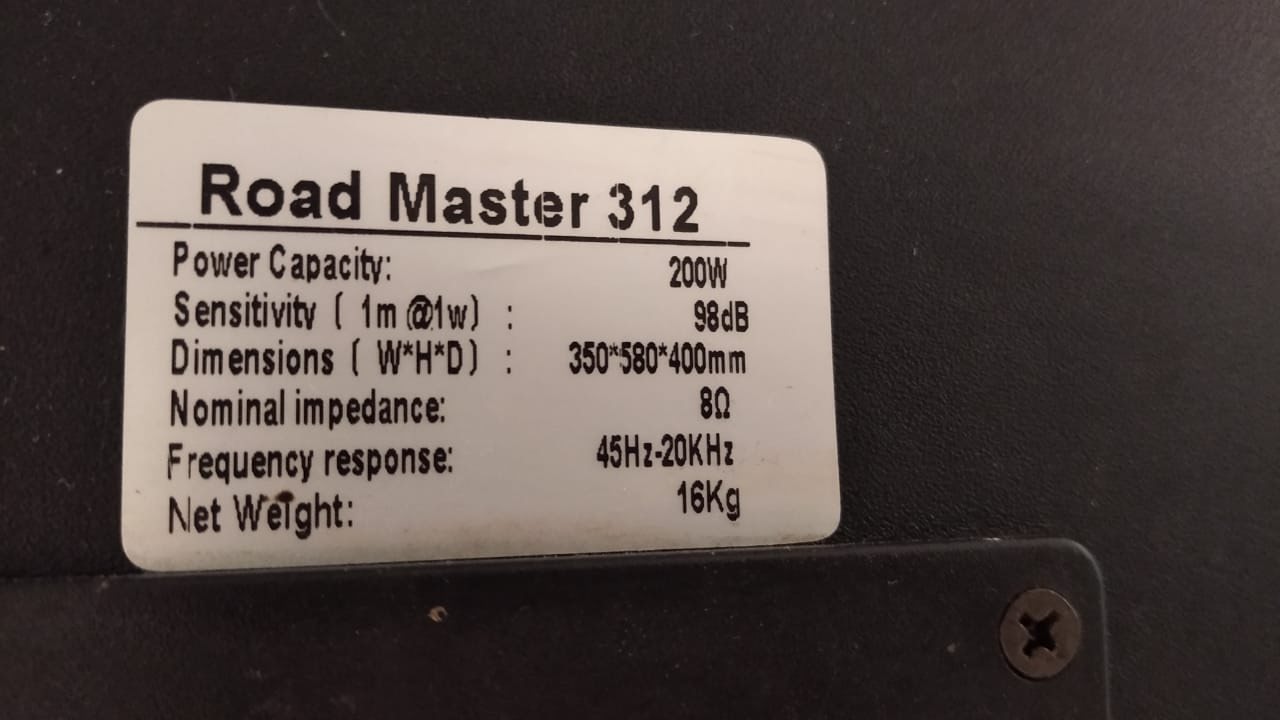 Road Master 312
Power Capacity: 200W
Sensitivity ( 1m @1w) : 98dB
Dimensions ( W*H*D) : 350*580*400mm
Nominal impedance: 8Ω
Frequency response: 45Hz-20KHz
Net Weight: 16Kg